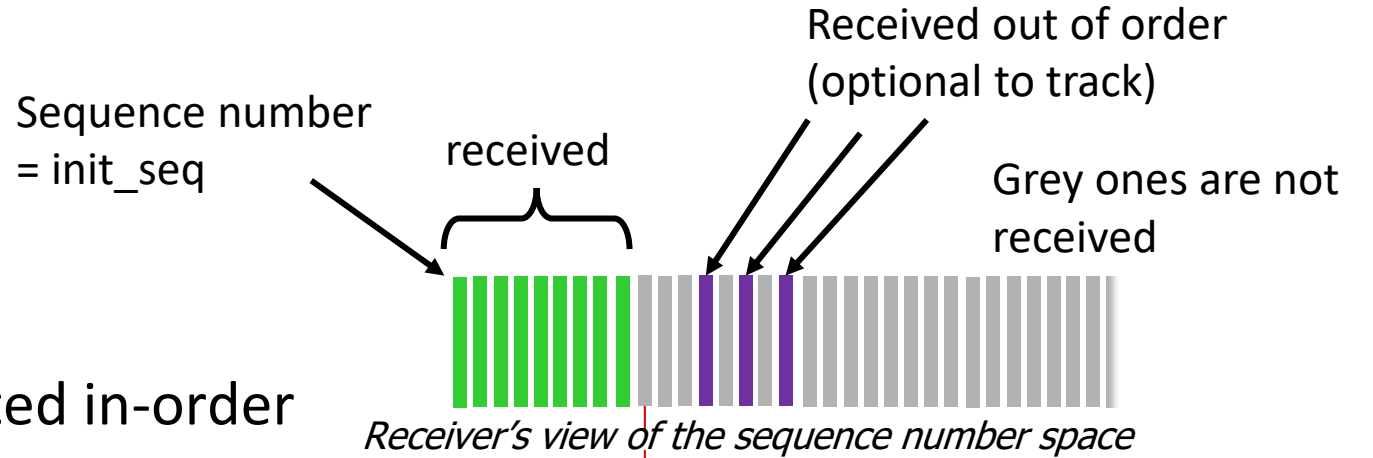 Received out of order
(optional to track)
Sequence number
= init_seq
received
Grey ones are not
received
in-order
Receiver's view of the sequence number space